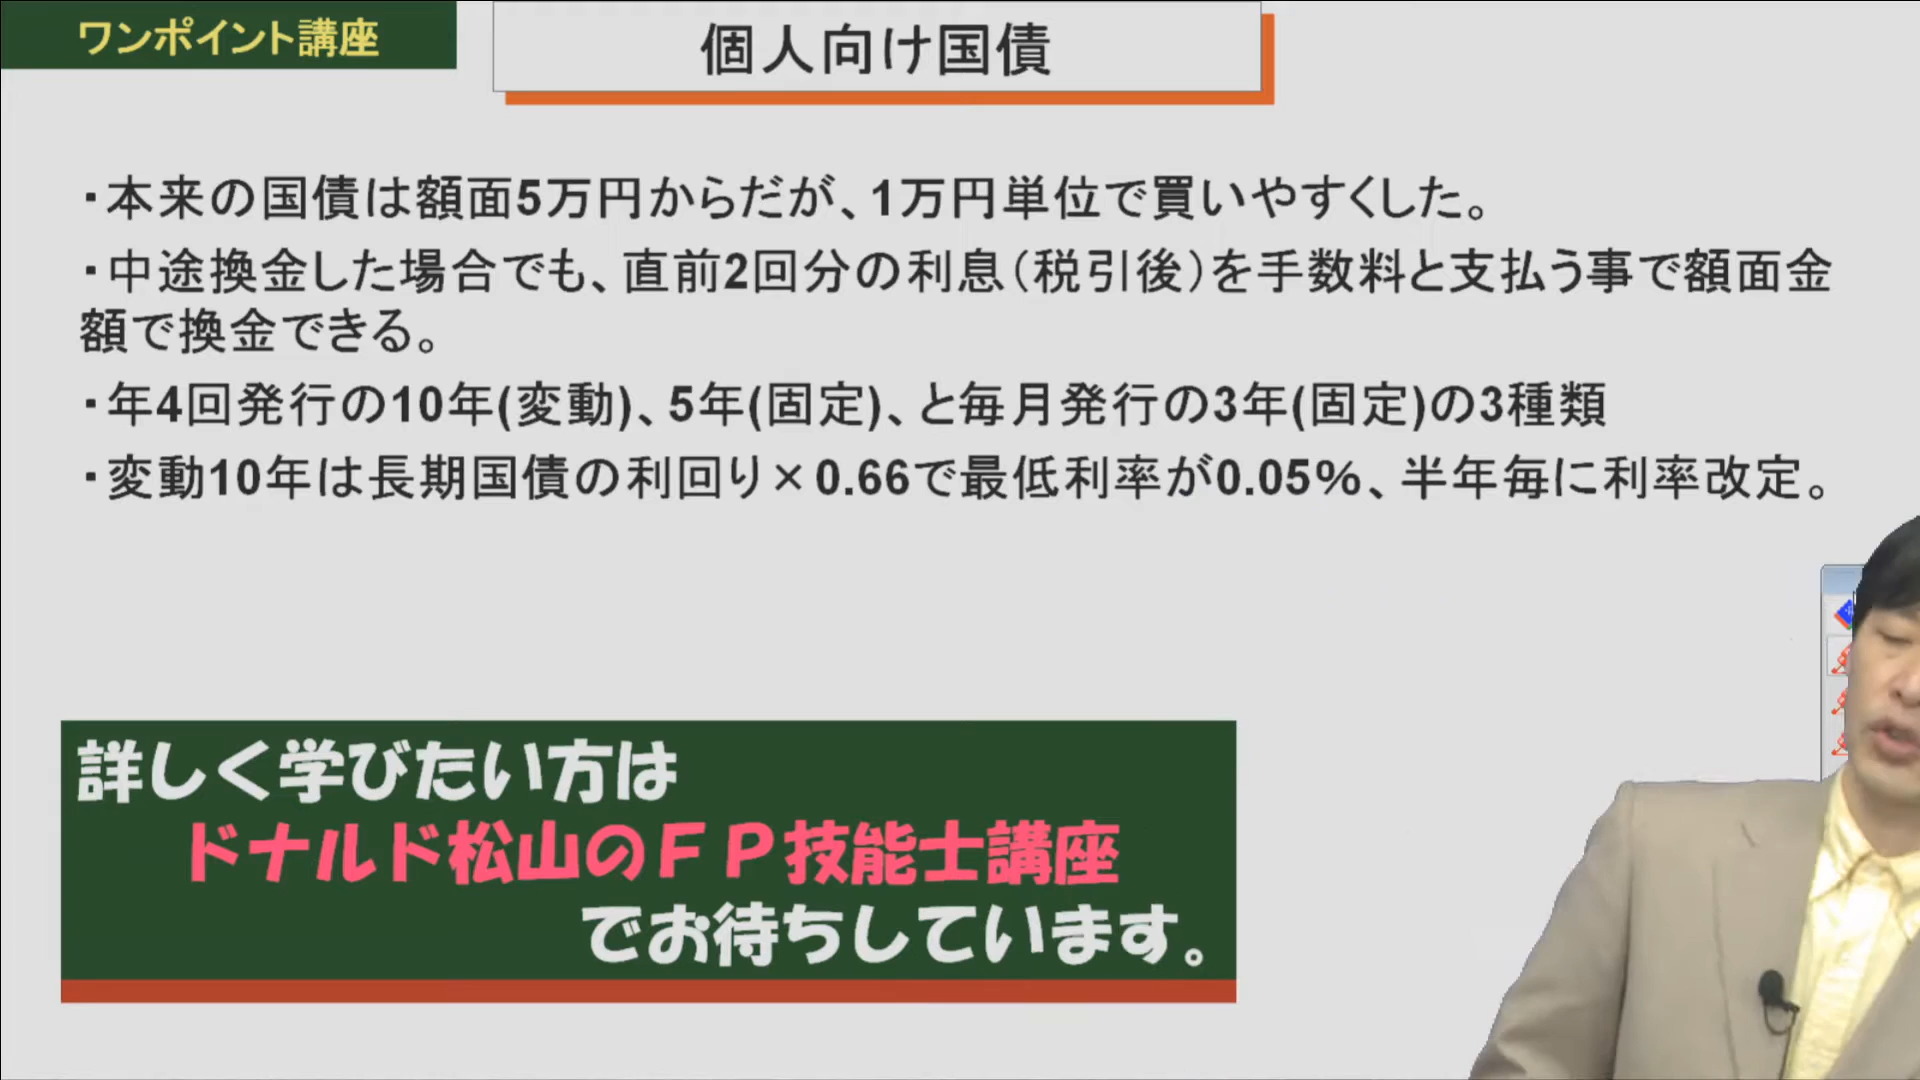 ワンポイント講座
個人向け国債
・本来の国債は額面5万円からだが、1万円単位で買いやすくした。
・中途換金した場合でも、直前2回分の利息（税引後）を手数料と支払う事で額面金
額で換金できる。
・年4回発行の10年(変動)、5年(固定)、と毎月発行の3年(固定)の3種類
・変動10年は長期国債の利回り×0.66で最低利率が0.05%、半年毎に利率改定。
詳しく学びたい方は
ドナルド松山のＦＰ技能士講座
でお待ちしています。